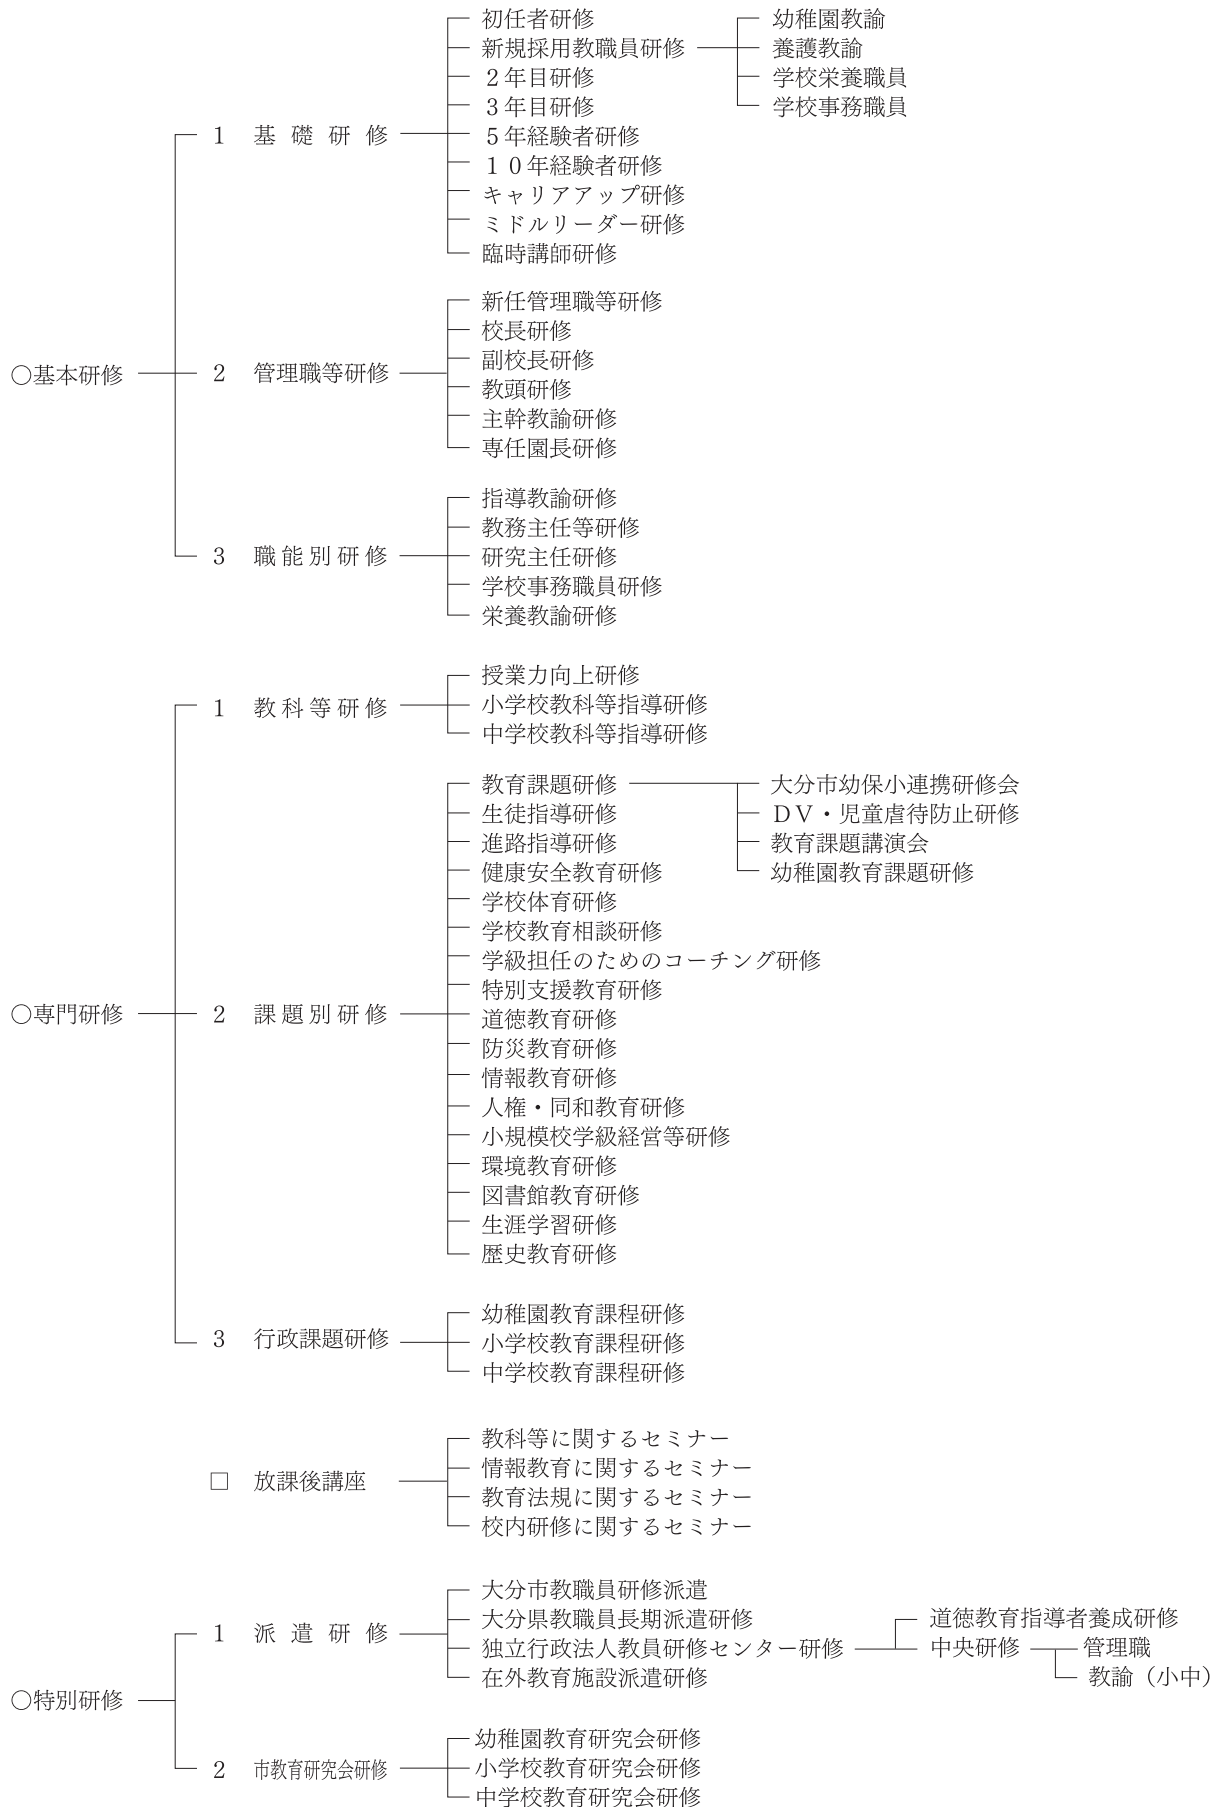 ○基本研修
1 基礎研修
初任者研修
新規採用教職員研修
幼稚園教諭
養護教諭
学校栄養職員
学校事務職員
２年目研修
３年目研修
５年経験者研修
１０年経験者研修
キャリアアップ研修
ミドルリーダー研修
臨時講師研修
2 管理職等研修
新任管理職等研修
校長研修
副校長研修
教頭研修
主幹教諭研修
専任園長研修
3 職能別研修
指導教諭研修
教務主任等研修
研究主任研修
学校事務職員研修
栄養教諭研修
○専門研修
1 教科等研修
授業力向上研修
小学校教科等指導研修
中学校教科等指導研修
2 課題別研修
教育課題研修
大分市幼保小連携研修会
ＤＶ・児童虐待防止研修
教育課題講演会
幼稚園教育課題研修
生徒指導研修
進路指導研修
健康安全教育研修
学校体育研修
学校教育相談研修
学級担任のためのコーチング研修
特別支援教育研修
道徳教育研修
防災教育研修
情報教育研修
人権・同和教育研修
小規模校学級経営等研修
環境教育研修
図書館教育研修
生涯学習研修
歴史教育研修
3 行政課題研修
幼稚園教育課程研修
小学校教育課程研修
中学校教育課程研修
□ 放課後講座
教科等に関するセミナー
情報教育に関するセミナー
教育法規に関するセミナー
校内研修に関するセミナー
○特別研修
1 派遣研修
大分市教職員研修派遣
大分県教職員長期派遣研修
独立行政法人教員研修センター研修
道徳教育指導者養成研修
中央研修
管理職
教諭（小中）
在外教育施設派遣研修
2 市教育研究会研修
幼稚園教育研究会研修
小学校教育研究会研修
中学校教育研究会研修